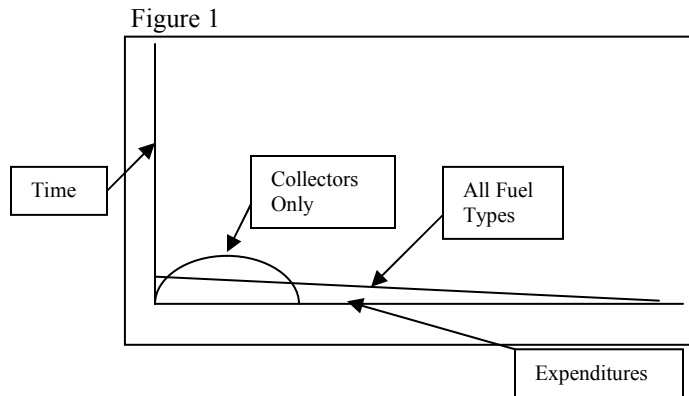 Figure 1
Collectors
Only
Time
All Fuel
Types
Expenditures